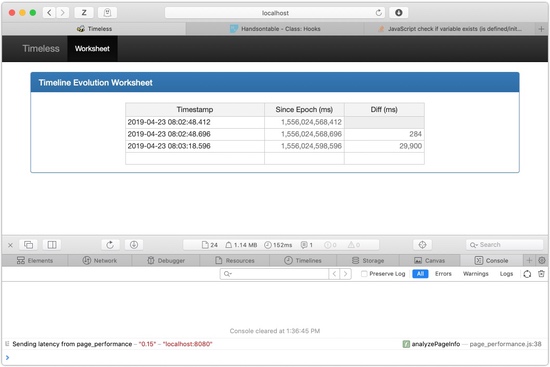 localhost
Z
Timeless
Handsontable - Class: Hooks
JavaScript check if variable exists (is defined/init...
Timeless
Worksheet
Timeline Evolution Worksheet
Timestamp
Since Epoch (ms)
Diff (ms)
2019-04-23 08:02:48.412
1,556,024,568,412
2019-04-23 08:02:48.696
1,556,024,568,696
284
2019-04-23 08:03:18.596
1,556,024,598,596
29,900
24
1.14 MB
152ms
1
0
0
Search
Elements
Network
Debugger
Resources
Timelines
Storage
Canvas
Console
Preserve Log
All
Errors
Warnings
Logs
Console cleared at 1:36:45 PM
Sending latency from page_performance – "0.15" – "localhost:8080"
f analyzePageInfo — page_performance.js:38